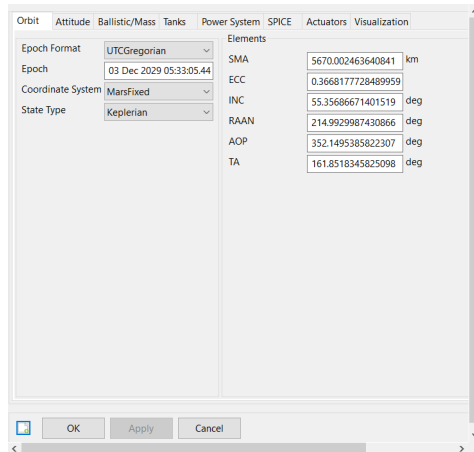 Orbit Attitude Ballistic/Mass Tanks Power System SPICE Actuators Visualization
Elements
Epoch Format UTCGregorian
Epoch 03 Dec 2029 05:33:05.44
Coordinate System MarsFixed
State Type Keplerian
SMA 5670.002463640841 km
ECC 0.3668177728489959
INC 55.35686671401519 deg
RAAN 214.9929987430866 deg
AOP 352.1495385822307 deg
TA 161.8518345825098 deg
OK Apply Cancel